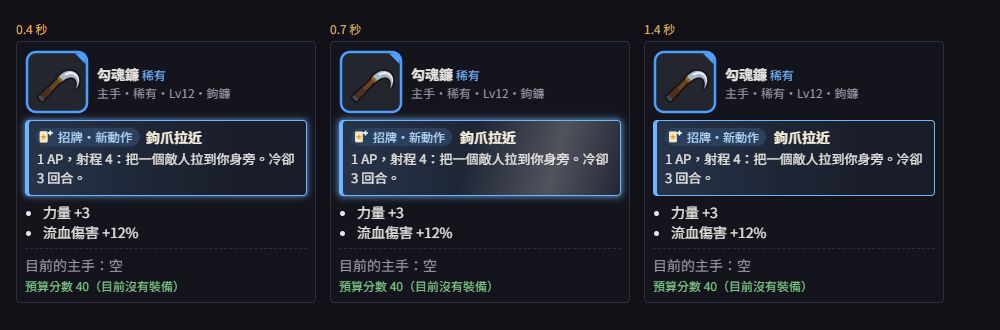 0.4 秒
勾魂鐮 稀有
主手・稀有・Lv12・鉤鐮
招牌・新動作 鉤爪拉近
1 AP，射程 4：把一個敵人拉到你身旁。冷卻
3 回合。
• 力量 +3
• 流血傷害 +12%
目前的主手：空
預算分數 40（目前沒有裝備）
0.7 秒
勾魂鐮 稀有
主手・稀有・Lv12・鉤鐮
招牌・新動作 鉤爪拉近
1 AP，射程 4：把一個敵人拉到你身旁。冷卻
3 回合。
• 力量 +3
• 流血傷害 +12%
目前的主手：空
預算分數 40（目前沒有裝備）
1.4 秒
勾魂鐮 稀有
主手・稀有・Lv12・鉤鐮
招牌・新動作 鉤爪拉近
1 AP，射程 4：把一個敵人拉到你身旁。冷卻
3 回合。
• 力量 +3
• 流血傷害 +12%
目前的主手：空
預算分數 40（目前沒有裝備）